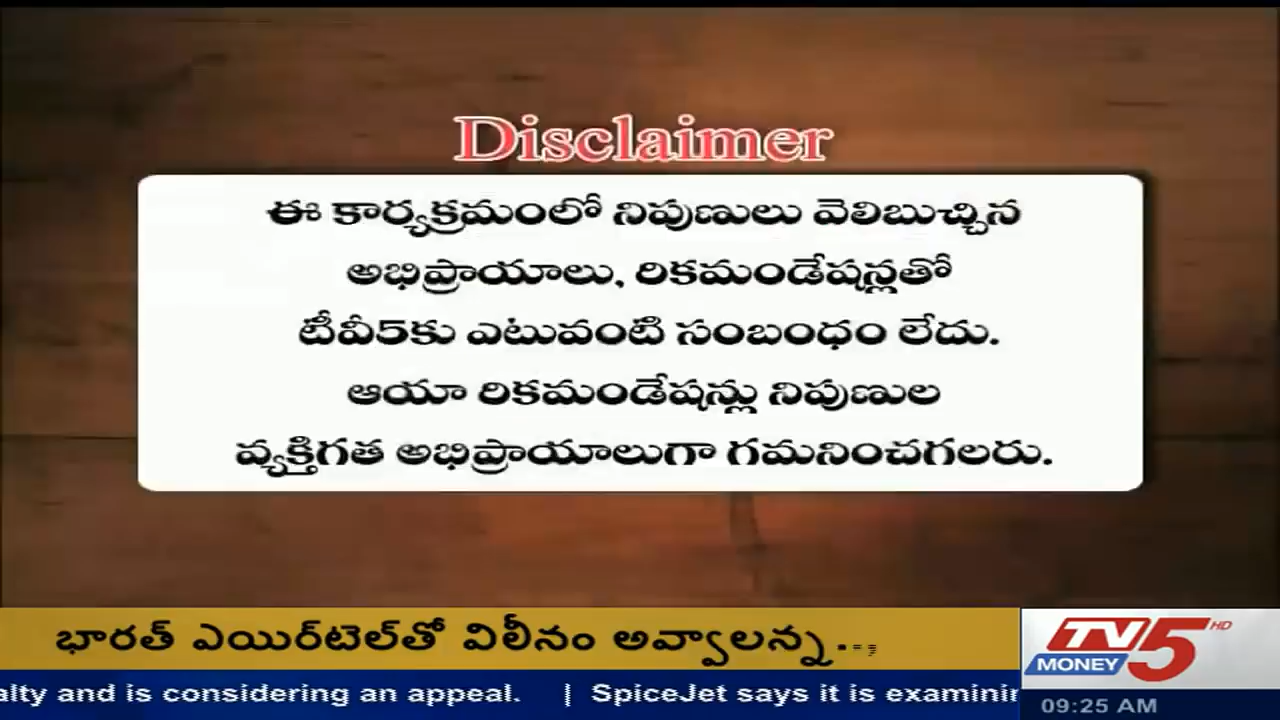 Disclaimer
ఈ కార్యక్రమంలో నిపుణులు వెలిబుచ్చిన
అభిప్రాయాలు, రికమండేషన్లతో
టీవీ5కు ఎటువంటి సంబంధం లేదు.
ఆయా రికమండేషన్లు నిపుణుల
వ్యక్తిగత అభిప్రాయాలుగా గమనించగలరు.
భారత్ ఎయిర్‌టెల్‌తో విలీనం అవ్వాలన్న
TV5 HD
MONEY
alty and is considering an appeal. | SpiceJet says it is examinin
09:25 AM